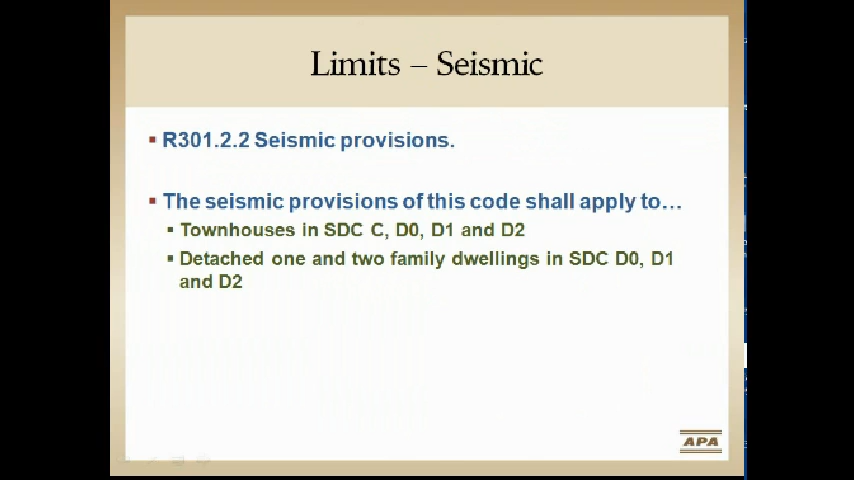 Limits – Seismic
▪ R301.2.2 Seismic provisions.
▪ The seismic provisions of this code shall apply to…
▪ Townhouses in SDC C, D0, D1 and D2
▪ Detached one and two family dwellings in SDC D0, D1
and D2
APA